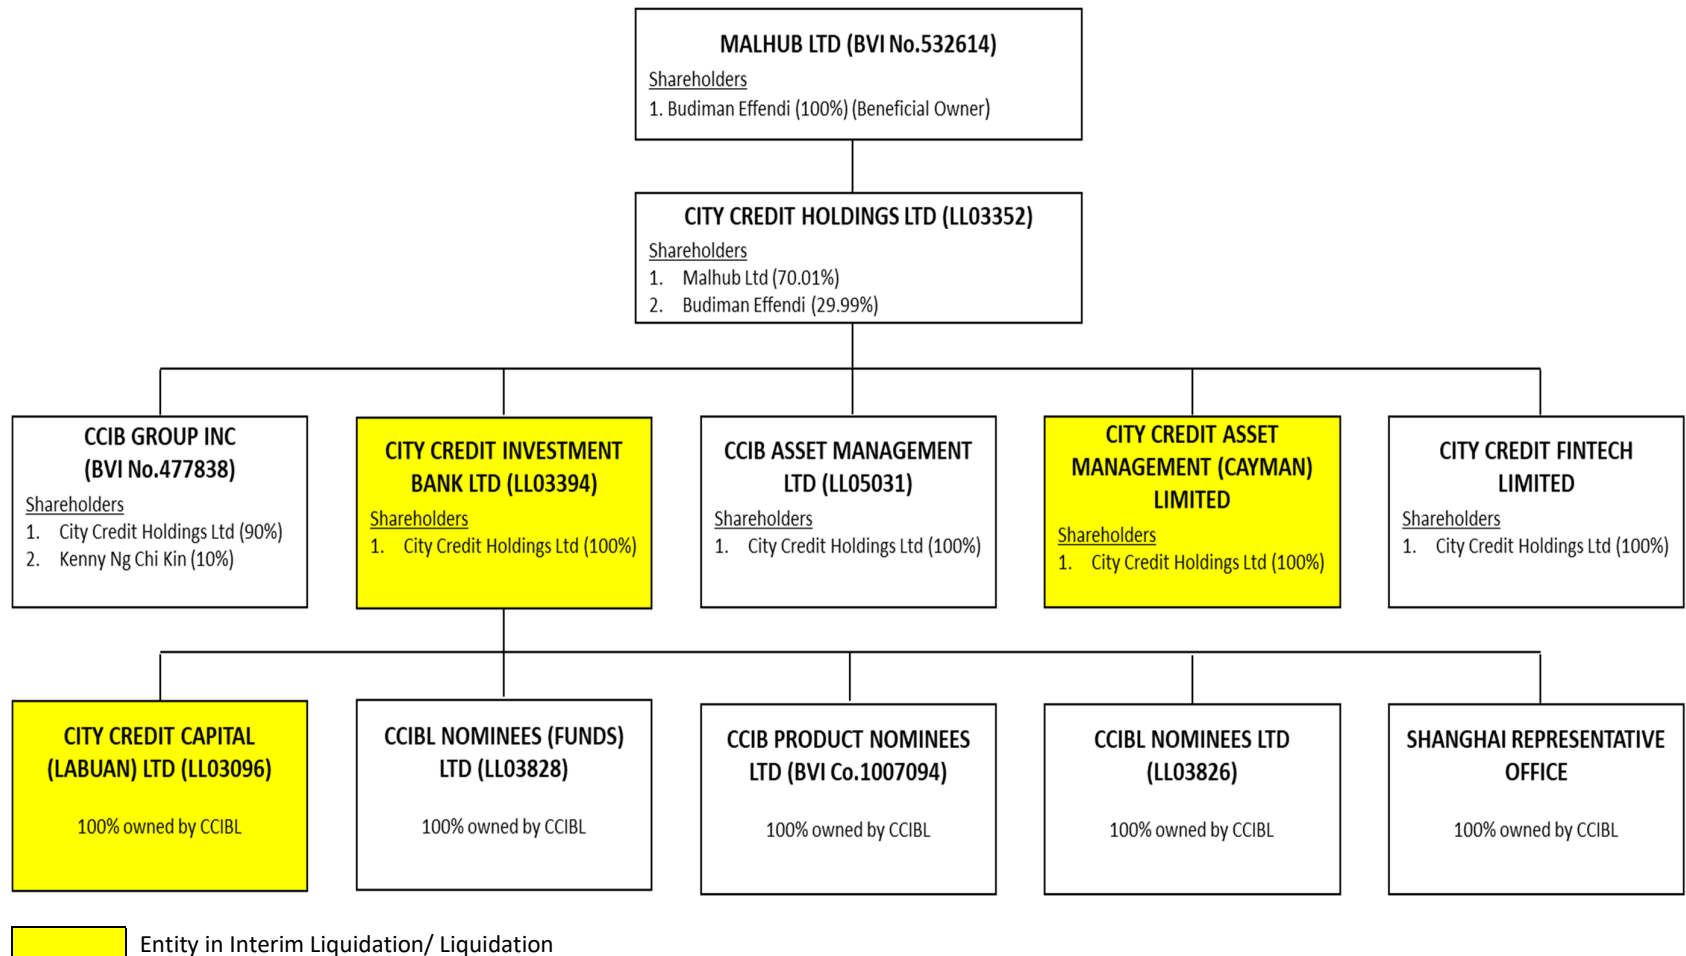 MALHUB LTD (BVI No.532614)
Shareholders
1. Budiman Effendi (100%) (Beneficial Owner)
CITY CREDIT HOLDINGS LTD (LL03352)
Shareholders
1. Malhub Ltd (70.01%)
2. Budiman Effendi (29.99%)
CCIB GROUP INC
(BVI No.477838)
Shareholders
1. City Credit Holdings Ltd (90%)
2. Kenny Ng Chi Kin (10%)
CITY CREDIT INVESTMENT
BANK LTD (LL03394)
Shareholders
1. City Credit Holdings Ltd (100%)
CCIB ASSET MANAGEMENT
LTD (LL05031)
Shareholders
1. City Credit Holdings Ltd (100%)
CITY CREDIT ASSET
MANAGEMENT (CAYMAN)
LIMITED
Shareholders
1. City Credit Holdings Ltd (100%)
CITY CREDIT FINTECH
LIMITED
Shareholders
1. City Credit Holdings Ltd (100%)
CITY CREDIT CAPITAL
(LABUAN) LTD (LL03096)
100% owned by CCIBL
CCIBL NOMINEES (FUNDS)
LTD (LL03828)
100% owned by CCIBL
CCIB PRODUCT NOMINEES
LTD (BVI Co.1007094)
100% owned by CCIBL
CCIBL NOMINEES LTD
(LL03826)
100% owned by CCIBL
SHANGHAI REPRESENTATIVE
OFFICE
100% owned by CCIBL
Entity in Interim Liquidation/ Liquidation